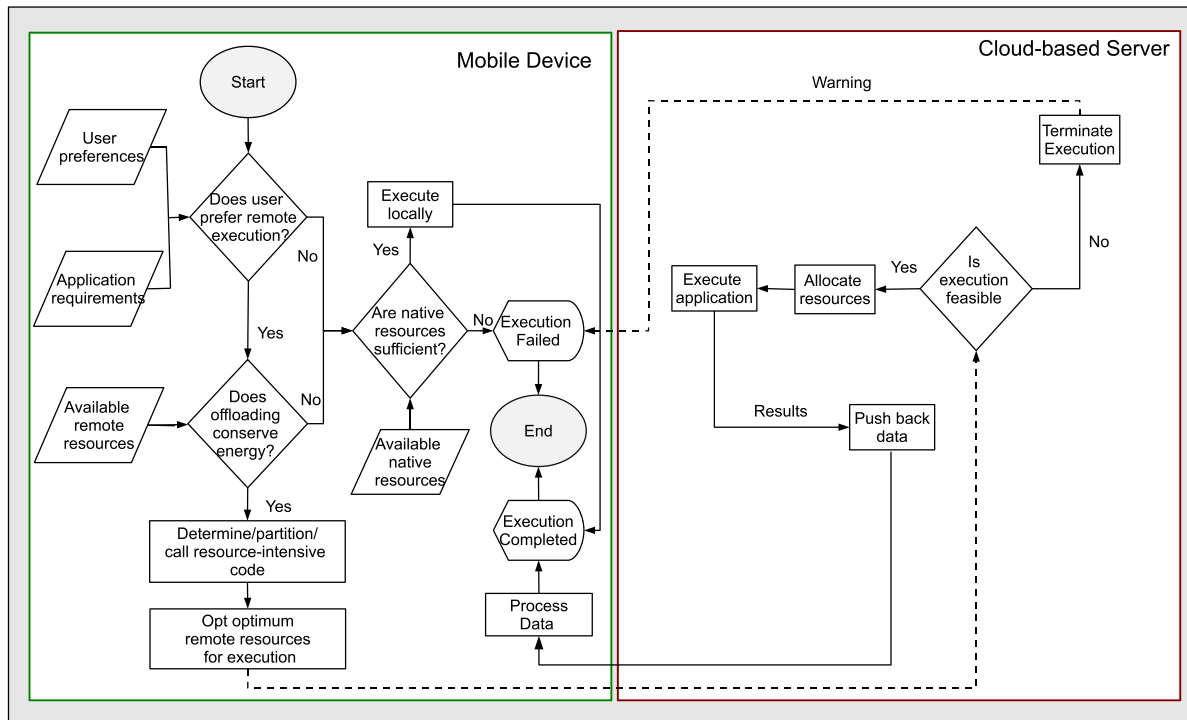 Mobile Device
Cloud-based Server
Start
User
preferences
Does user
prefer remote
execution?
Application
requirements
No
Yes
Available
remote
resources
Does
offloading
conserve
energy?
No
Yes
Determine/partition/
call resource-intensive
code
Opt optimum
remote resources
for execution
Execute
locally
Yes
Are native
resources
sufficient?
No
Available
native
resources
Execution
Failed
End
Execution
Completed
Process
Data
Warning
Terminate
Execution
No
Is
execution
feasible
Yes
Allocate
resources
Execute
application
Results
Push back
data